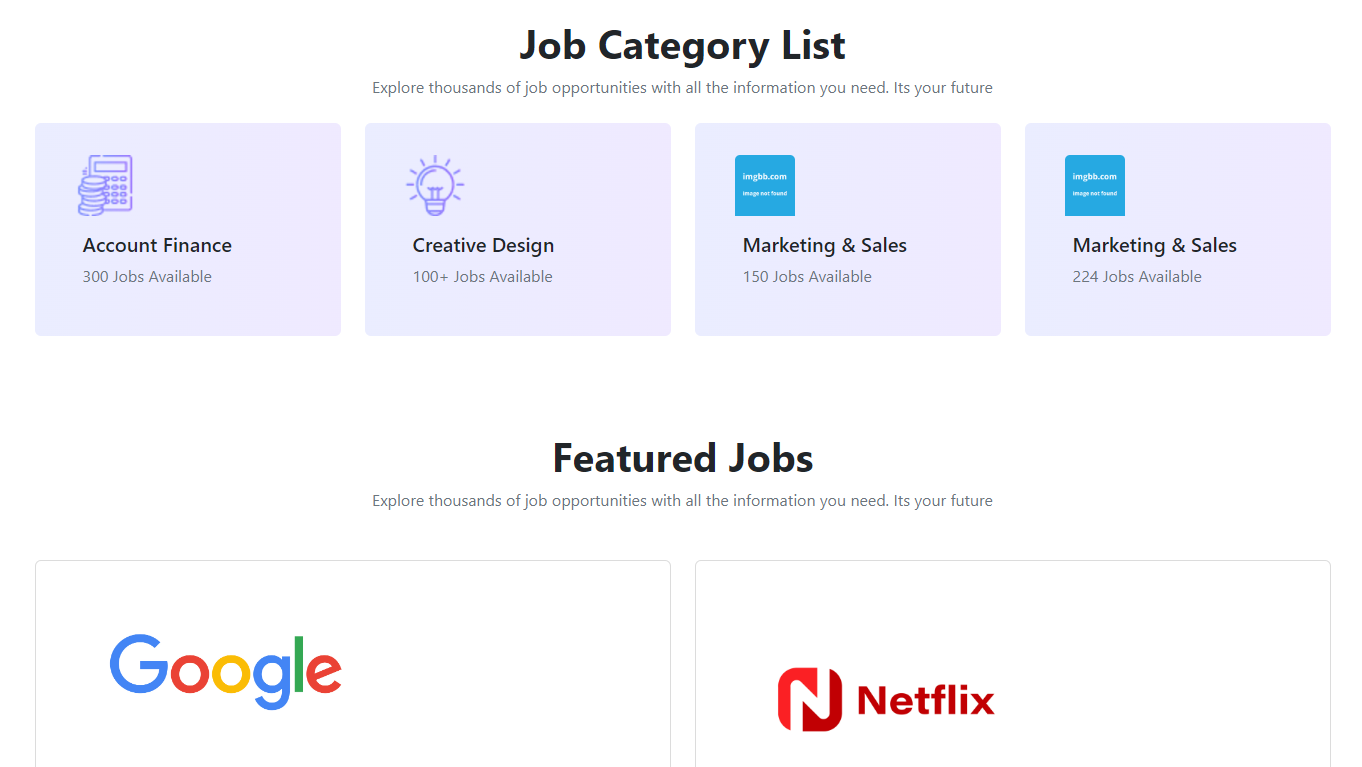 Job Category List
Explore thousands of job opportunities with all the information you need. Its your future
imgbb.com
image not found
imgbb.com
image not found
Account Finance
Creative Design
Marketing & Sales
Marketing & Sales
300 Jobs Available
100+ Jobs Available
150 Jobs Available
224 Jobs Available
Featured Jobs
Explore thousands of job opportunities with all the information you need. Its your future
Google
Netflix